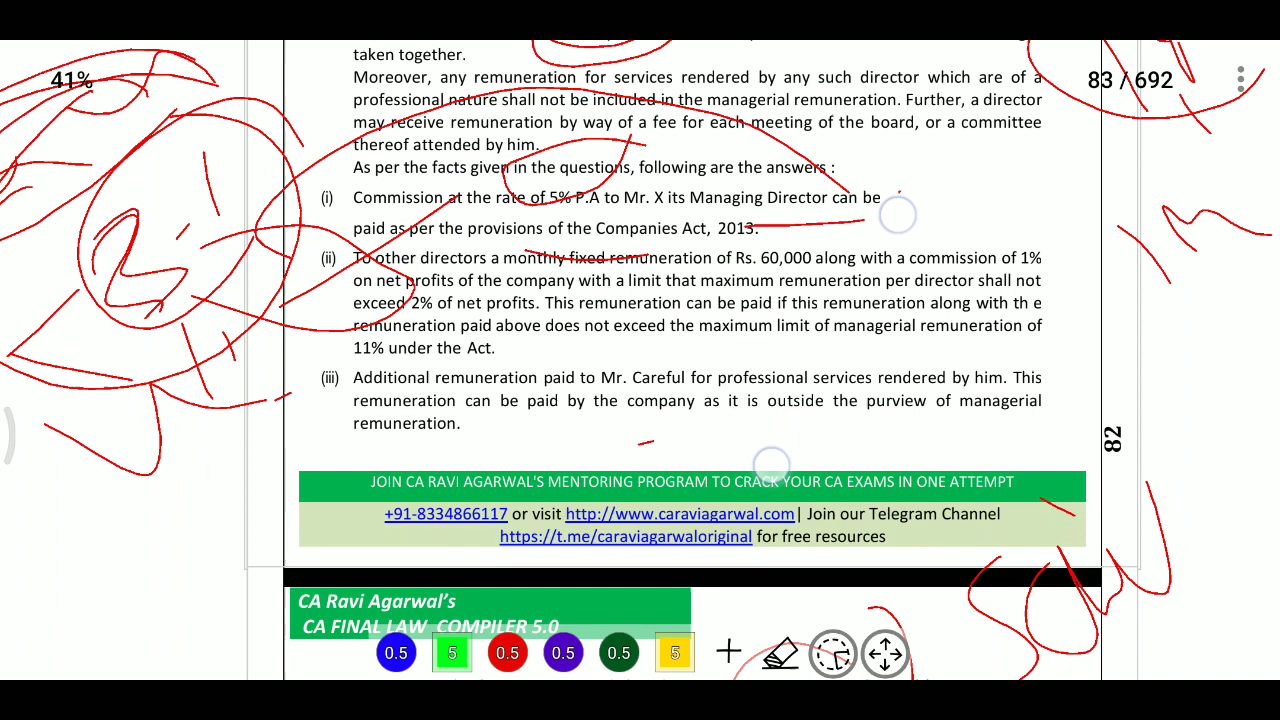 taken together.
41%
83 / 692
Moreover, any remuneration for services rendered by any such director which are of a
professional nature shall not be included in the managerial remuneration. Further, a director
may receive remuneration by way of a fee for each meeting of the board, or a committee
thereof attended by him.
As per the facts given in the questions, following are the answers :
(i) Commission at the rate of 5% P.A to Mr. X its Managing Director can be
paid as per the provisions of the Companies Act, 2013.
(ii) To other directors a monthly fixed remuneration of Rs. 60,000 along with a commission of 1%
on net profits of the company with a limit that maximum remuneration per director shall not
exceed 2% of net profits. This remuneration can be paid if this remuneration along with th e
remuneration paid above does not exceed the maximum limit of managerial remuneration of
11% under the Act.
(iii) Additional remuneration paid to Mr. Careful for professional services rendered by him. This
remuneration can be paid by the company as it is outside the purview of managerial
remuneration.
82
JOIN CA RAVI AGARWAL'S MENTORING PROGRAM TO CRACK YOUR CA EXAMS IN ONE ATTEMPT
+91-8334866117 or visit http://www.caraviagarwal.com| Join our Telegram Channel
https://t.me/caraviagarwaloriginal for free resources
CA Ravi Agarwal's
CA FINAL LAW COMPILER 5.0
0.5 5 0.5 0.5 0.5 5